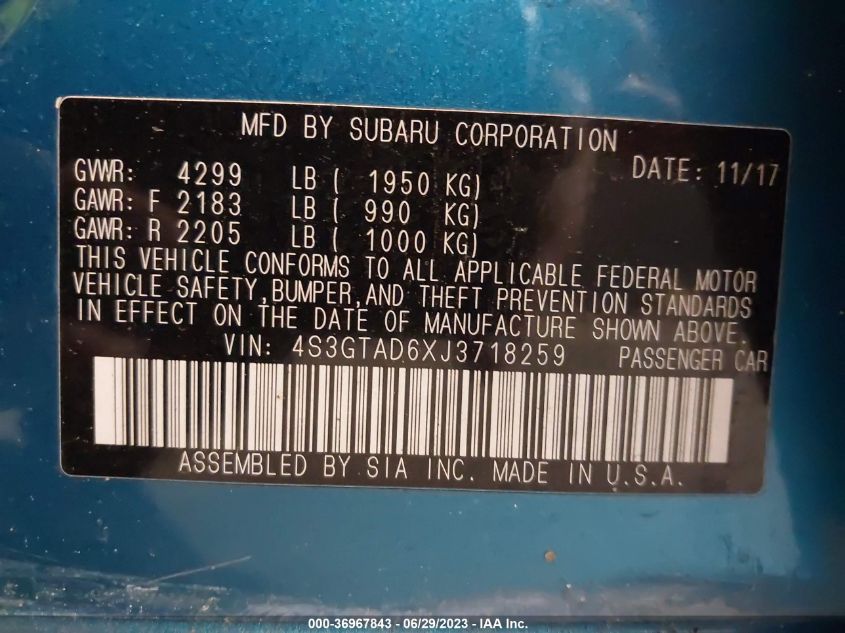 MFD BY SUBARU CORPORATION
GVWR: 4299 LB ( 1950 KG) DATE: 11/17
GAWR: F 2183 LB ( 990 KG)
GAWR: R 2205 LB ( 1000 KG)
THIS VEHICLE CONFORMS TO ALL APPLICABLE FEDERAL MOTOR
VEHICLE SAFETY,BUMPER,AND THEFT PREVENTION STANDARDS
IN EFFECT ON THE DATE OF MANUFACTURE SHOWN ABOVE.
VIN: 4S3GTAD6XJ3718259 PASSENGER CAR
ASSEMBLED BY SIA INC. MADE IN U.S.A.
000-36967843 / 06/29/2023 - IAA Inc.